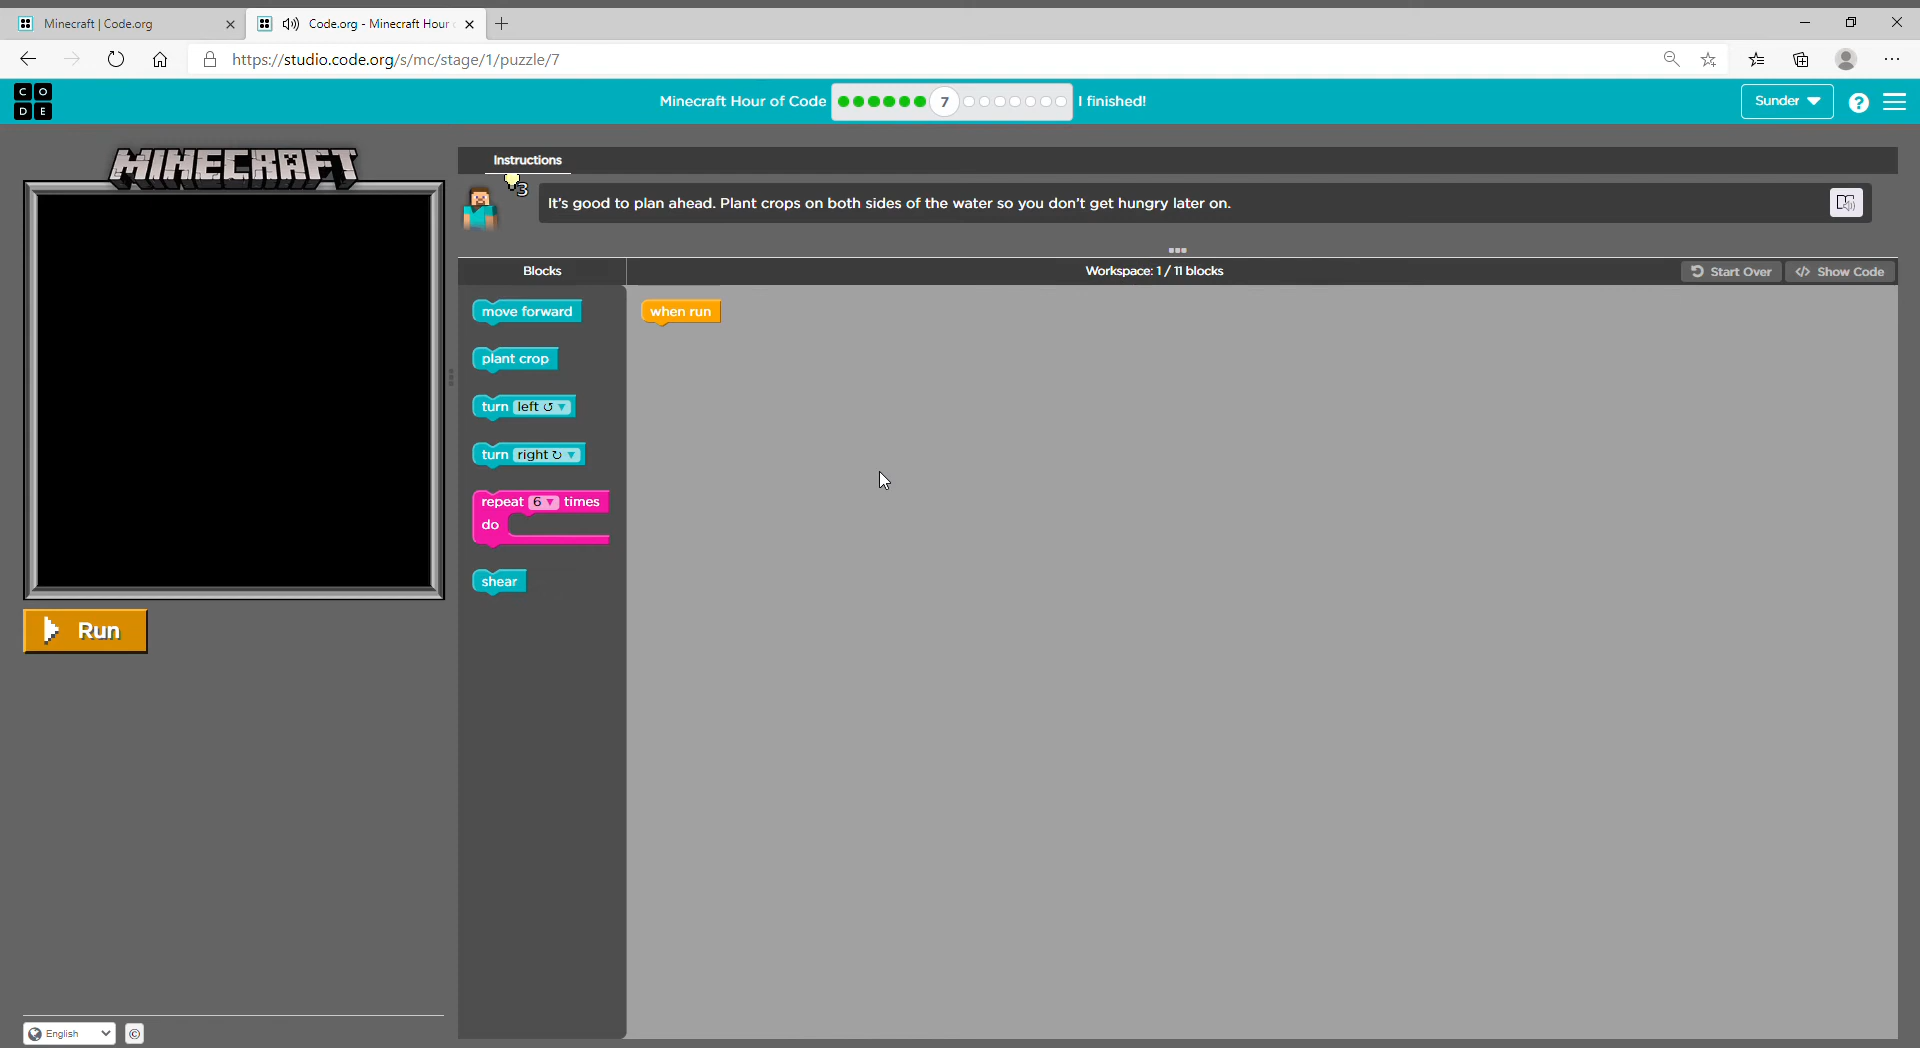 Minecraft | Code.org
Code.org - Minecraft Hour
https://studio.code.org/s/mc/stage/1/puzzle/7
CO
DE
Minecraft Hour of Code
7
I finished!
Sunder
?
MINECRAFT
Instructions
3
It's good to plan ahead. Plant crops on both sides of the water so you don't get hungry later on.
Blocks
Workspace: 1 / 11 blocks
Start Over
</> Show Code
move forward
when run
plant crop
turn left ↺
turn right ↻
repeat 6 times
do
shear
Run
English
©